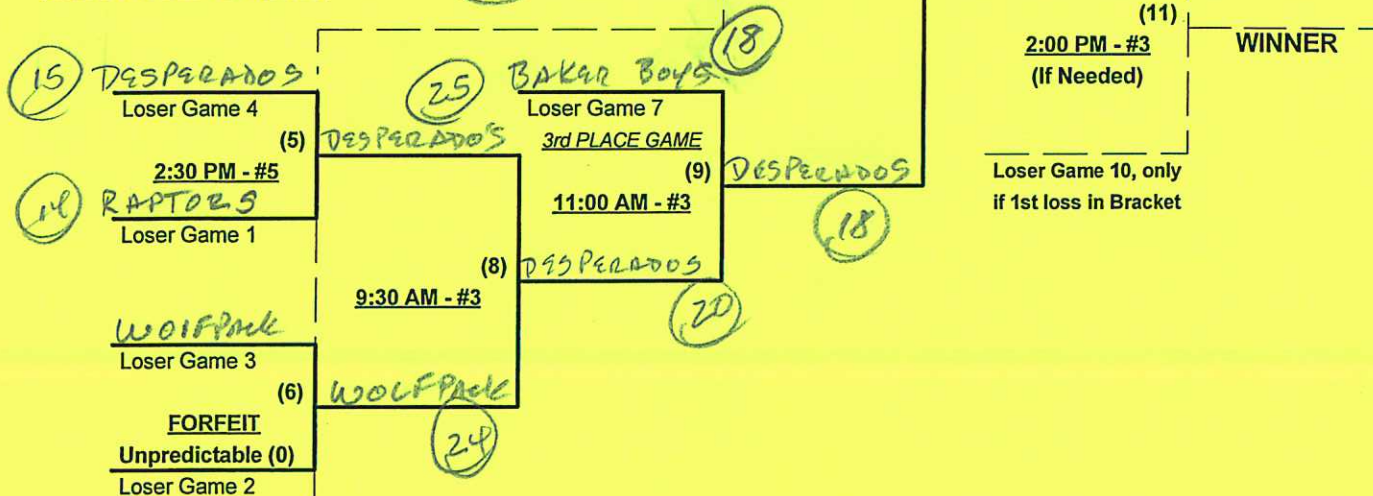 (11)
2:00 PM - #3
WINNER
(If Needed)
18
15 DESPERADOS
25
BAKER BOYS
Loser Game 4
Loser Game 7
(5)
DESPERADOS
3rd PLACE GAME
2:30 PM - #5
(9)
DESPERADOS
Loser Game 10, only
if 1st loss in Bracket
14 RAPTORS
11:00 AM - #3
Loser Game 1
18
(8)
DESPERADOS
9:30 AM - #3
20
WOLFPACK
Loser Game 3
(6)
WOLFPACK
FORFEIT
24
Unpredictable (0)
Loser Game 2